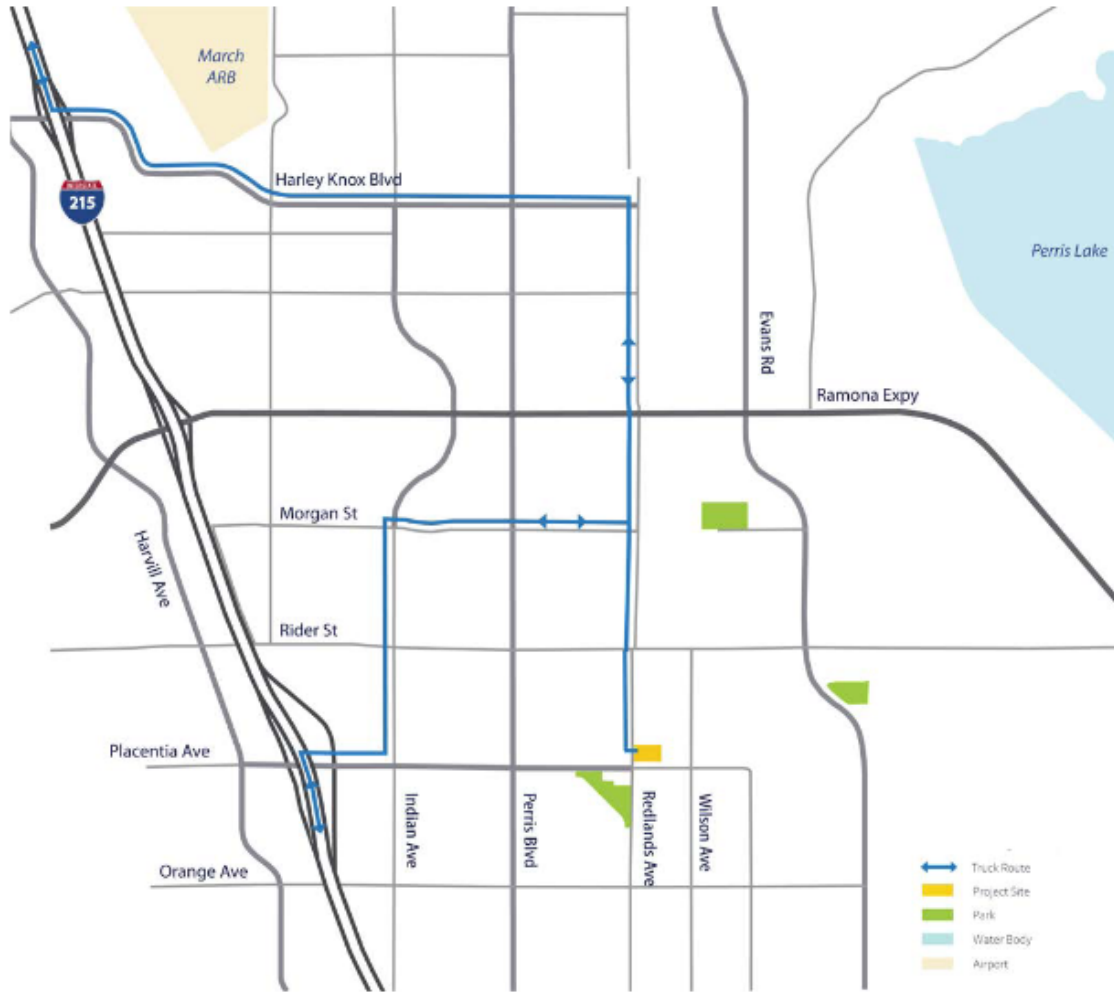 March
ARB
Harley Knox Blvd
INTERSTATE
215
Perris Lake
Evans Rd
Ramona Expy
Morgan St
Harvill Ave
Rider St
Placentia Ave
Indian Ave
Perris Blvd
Redlands Ave
Wilson Ave
Orange Ave
Truck Route
Project Site
Park
Water Body
Airport